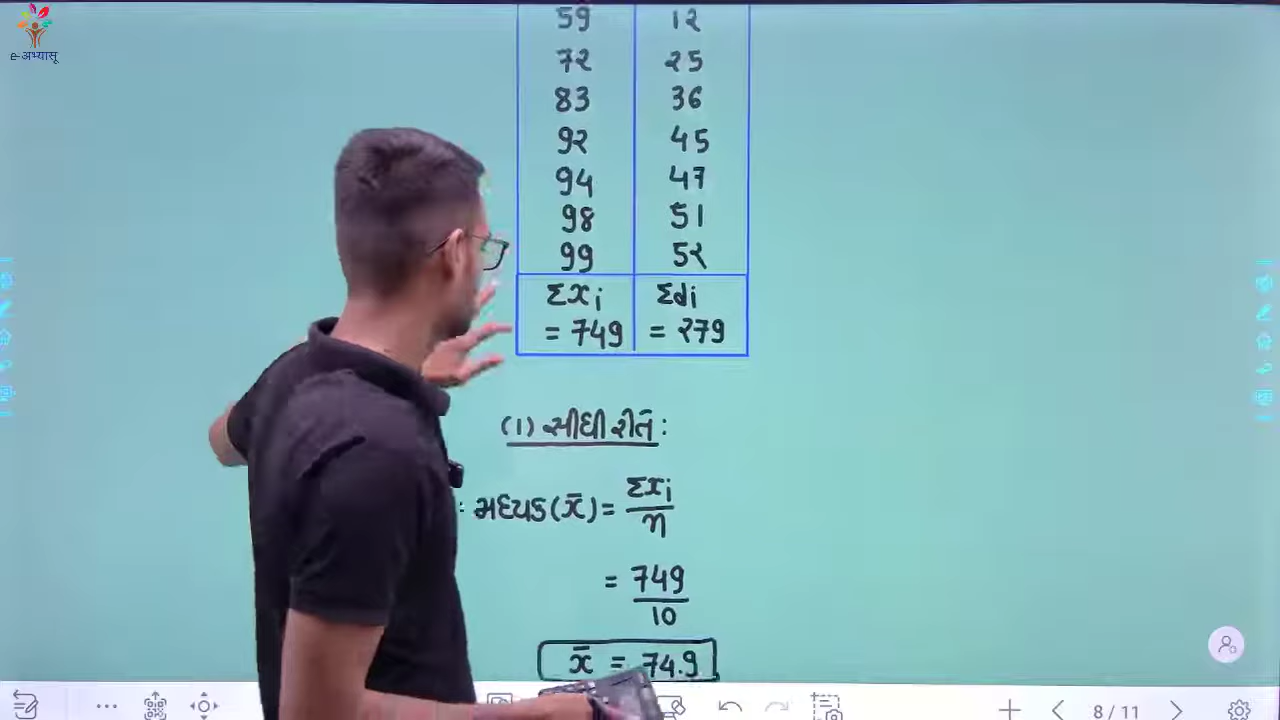 e-अभ्यासू
59 12
72 25
83 36
92 45
94 47
98 51
99 52
Σxi Σdi
= 749 = 279
(1) સીધી રીત :
: મધ્યક (x̄) = Σxi / n
= 749 / 10
x̄ = 74.9
8 / 11